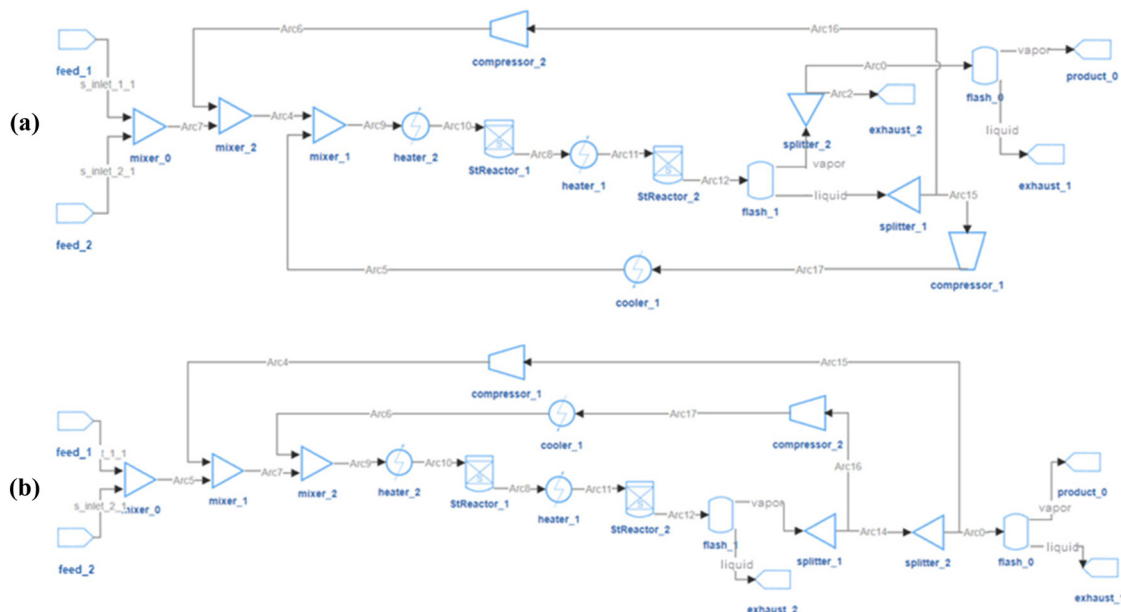 (a)
Arc6
Arc16
compressor_2
feed_1
s_inlet_1_1
vapor
product_0
Arc0
flash_0
Arc2
exhaust_2
splitter_2
liquid
exhaust_1
Arc7
mixer_0
Arc4
mixer_2
Arc9
mixer_1
Arc10
heater_2
StReactor_1
Arc8
Arc11
heater_1
StReactor_2
Arc12
vapor
flash_1
liquid
splitter_1
Arc15
s_inlet_2_1
feed_2
Arc5
cooler_1
Arc17
compressor_1
(b)
Arc4
Arc15
compressor_1
Arc6
cooler_1
Arc17
compressor_2
feed_1
t_1_1
Arc16
s_inlet_2_1
mixer_0
Arc5
mixer_1
Arc7
mixer_2
Arc9
heater_2
Arc10
StReactor_1
Arc8
heater_1
Arc11
StReactor_2
Arc12
flash_1
vapor
liquid
exhaust_2
splitter_1
Arc14
splitter_2
Arc0
flash_0
vapor
product_0
liquid
exhaust_1
feed_2